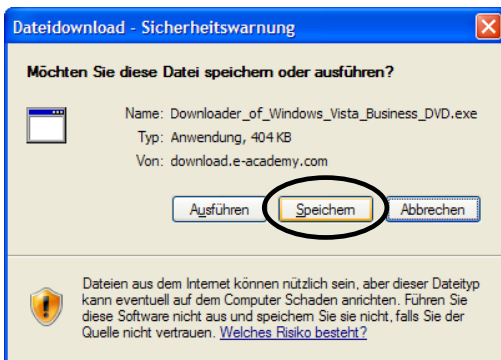 Dateidownload - Sicherheitswarnung
Möchten Sie diese Datei speichern oder ausführen?
Name: Downloader_of_Windows_Vista_Business_DVD.exe
Typ: Anwendung, 404 KB
Von: download.e-academy.com
Ausführen Speichern Abbrechen
Dateien aus dem Internet können nützlich sein, aber dieser Dateityp
kann eventuell auf dem Computer Schaden anrichten. Führen Sie
diese Software nicht aus und speichern Sie sie nicht, falls Sie der
Quelle nicht vertrauen. Welches Risiko besteht?